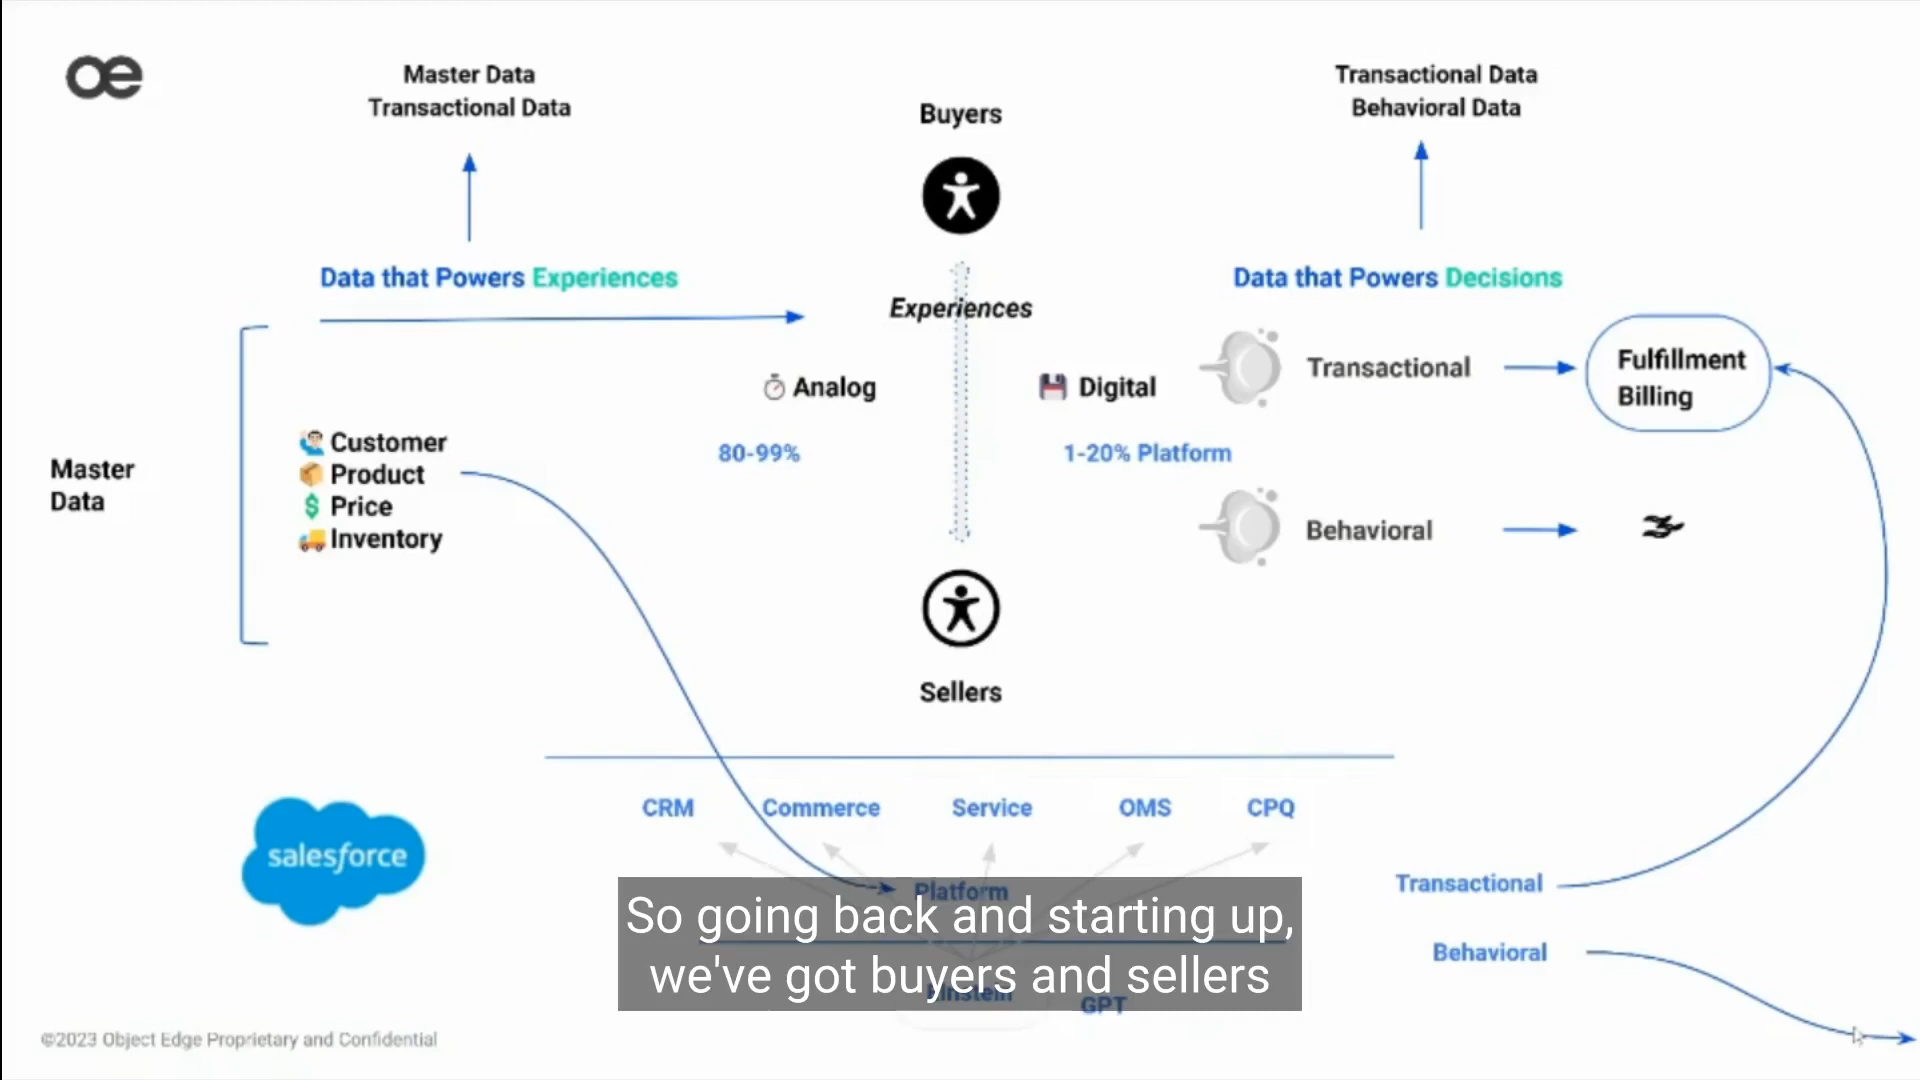 oe
Master Data
Transactional Data
Buyers
Transactional Data
Behavioral Data
Data that Powers Experiences
Experiences
Data that Powers Decisions
Analog
Digital
Transactional
Fulfillment
Billing
80-99%
1-20% Platform
Master
Data
Customer
Product
Price
Inventory
Behavioral
Sellers
CRM
Commerce
Service
OMS
CPQ
salesforce
Platform
Transactional
So going back and starting up,
we've got buyers and sellers
Behavioral
Einstein
GPT
©2023 Object Edge Proprietary and Confidential